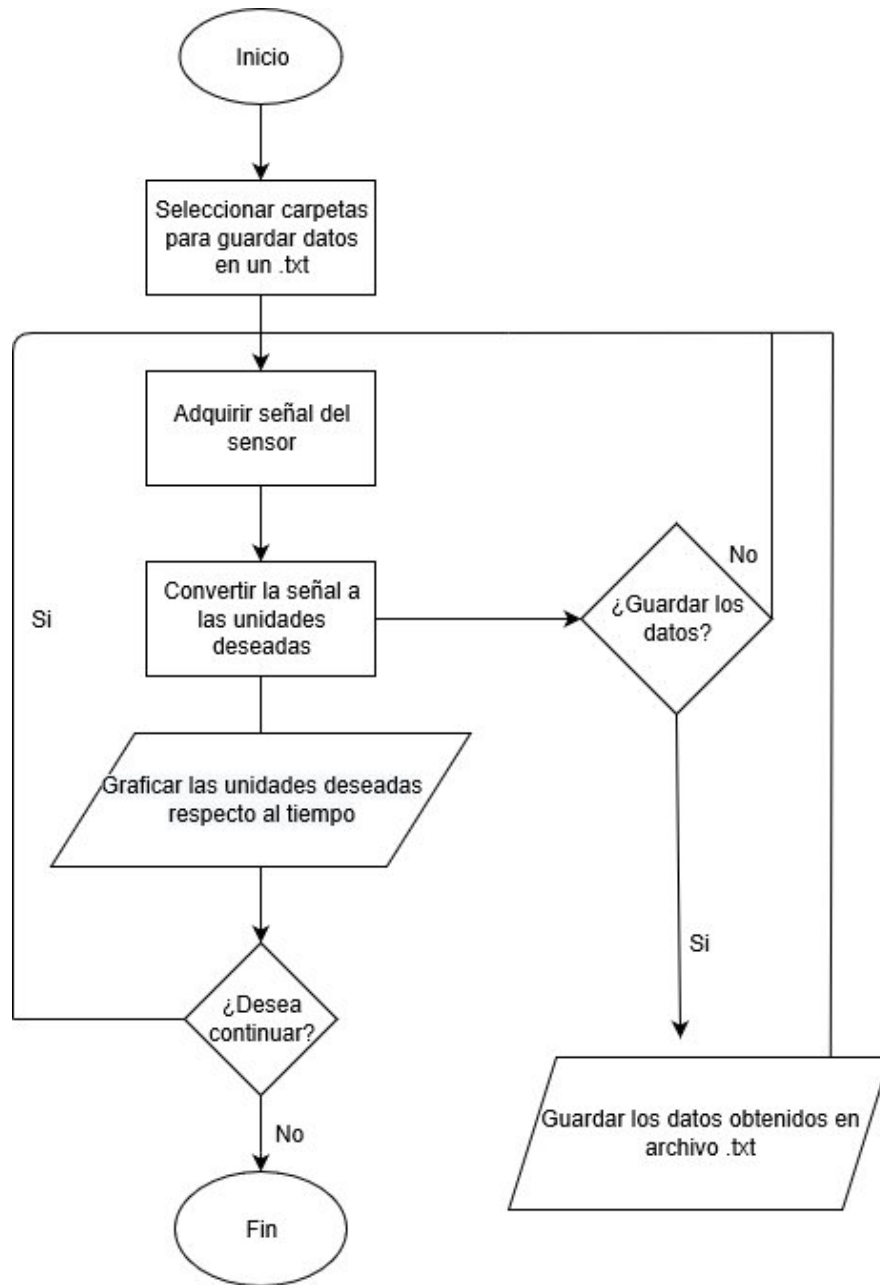 Inicio
Seleccionar carpetas
para guardar datos
en un .txt
Adquirir señal del
sensor
Convertir la señal a
las unidades
deseadas
¿Guardar los
datos?
No
Si
Graficar las unidades deseadas
respecto al tiempo
Si
¿Desea
continuar?
Guardar los datos obtenidos en
archivo .txt
No
Fin